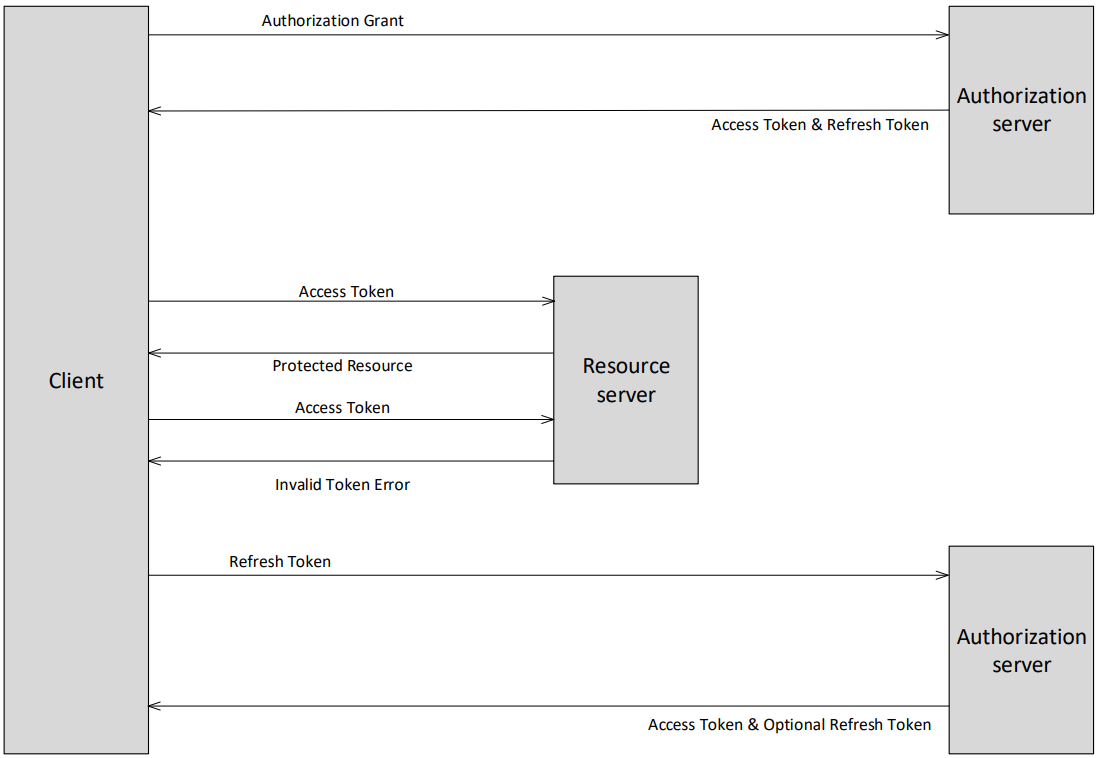 Authorization Grant
Authorization
server
Access Token & Refresh Token
Access Token
Protected Resource
Resource
server
Client
Access Token
Invalid Token Error
Refresh Token
Authorization
server
Access Token & Optional Refresh Token